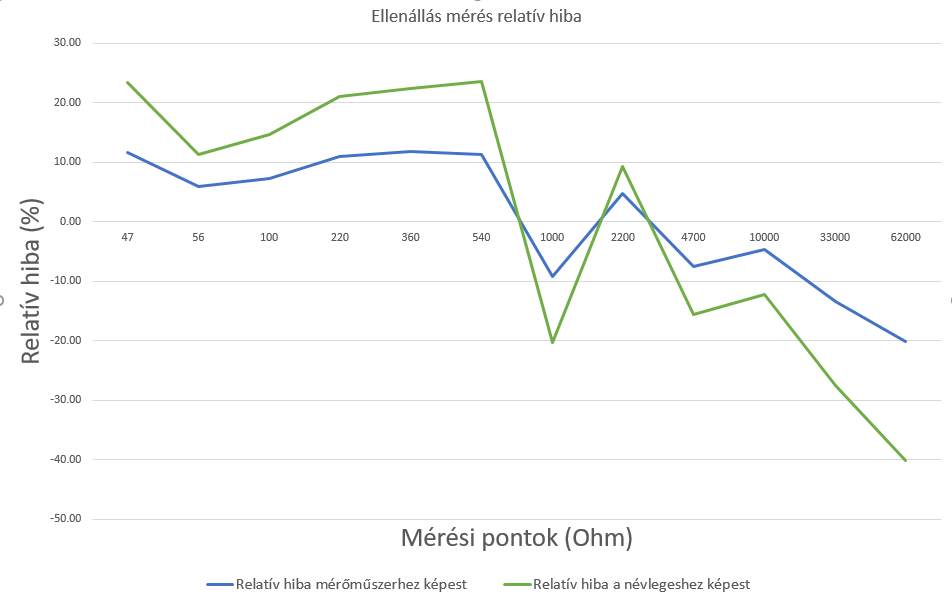 Ellenállás mérés relatív hiba
30.00
20.00
10.00
0.00
-10.00
-20.00
-30.00
-40.00
-50.00
Relatív hiba (%)
47 56 100 220 360 540 1000 2200 4700 10000 33000 62000
Mérési pontok (Ohm)
Relatív hiba mérőműszerhez képest Relatív hiba a névlegeshez képest